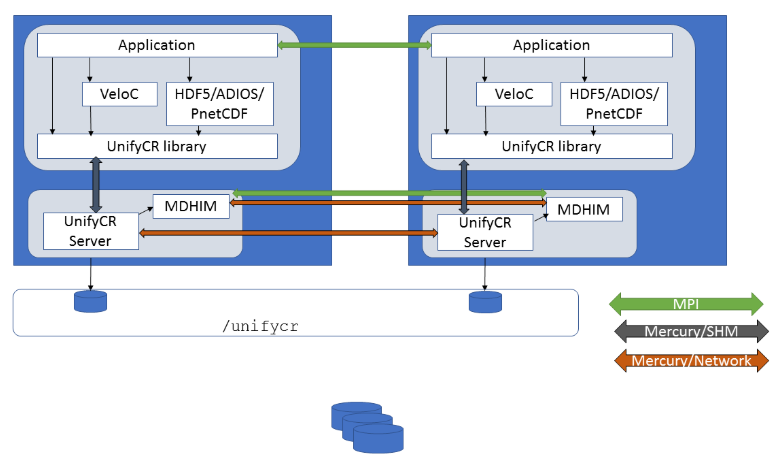 Application
VeloC
HDF5/ADIOS/
PnetCDF
UnifyCR library
MDHIM
UnifyCR
Server
Application
VeloC
HDF5/ADIOS/
PnetCDF
UnifyCR library
MDHIM
UnifyCR
Server
/unifycr
MPI
Mercury/SHM
Mercury/Network